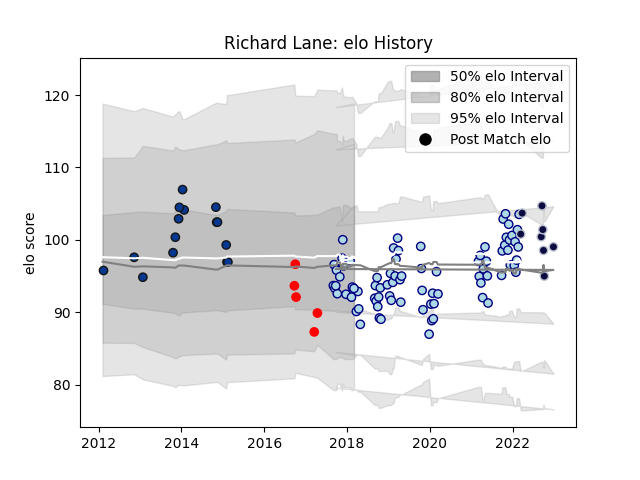 Richard Lane: elo History
50% elo Interval
80% elo Interval
95% elo Interval
Post Match elo
elo score
120
110
100
90
80
2012
2014
2016
2018
2020
2022